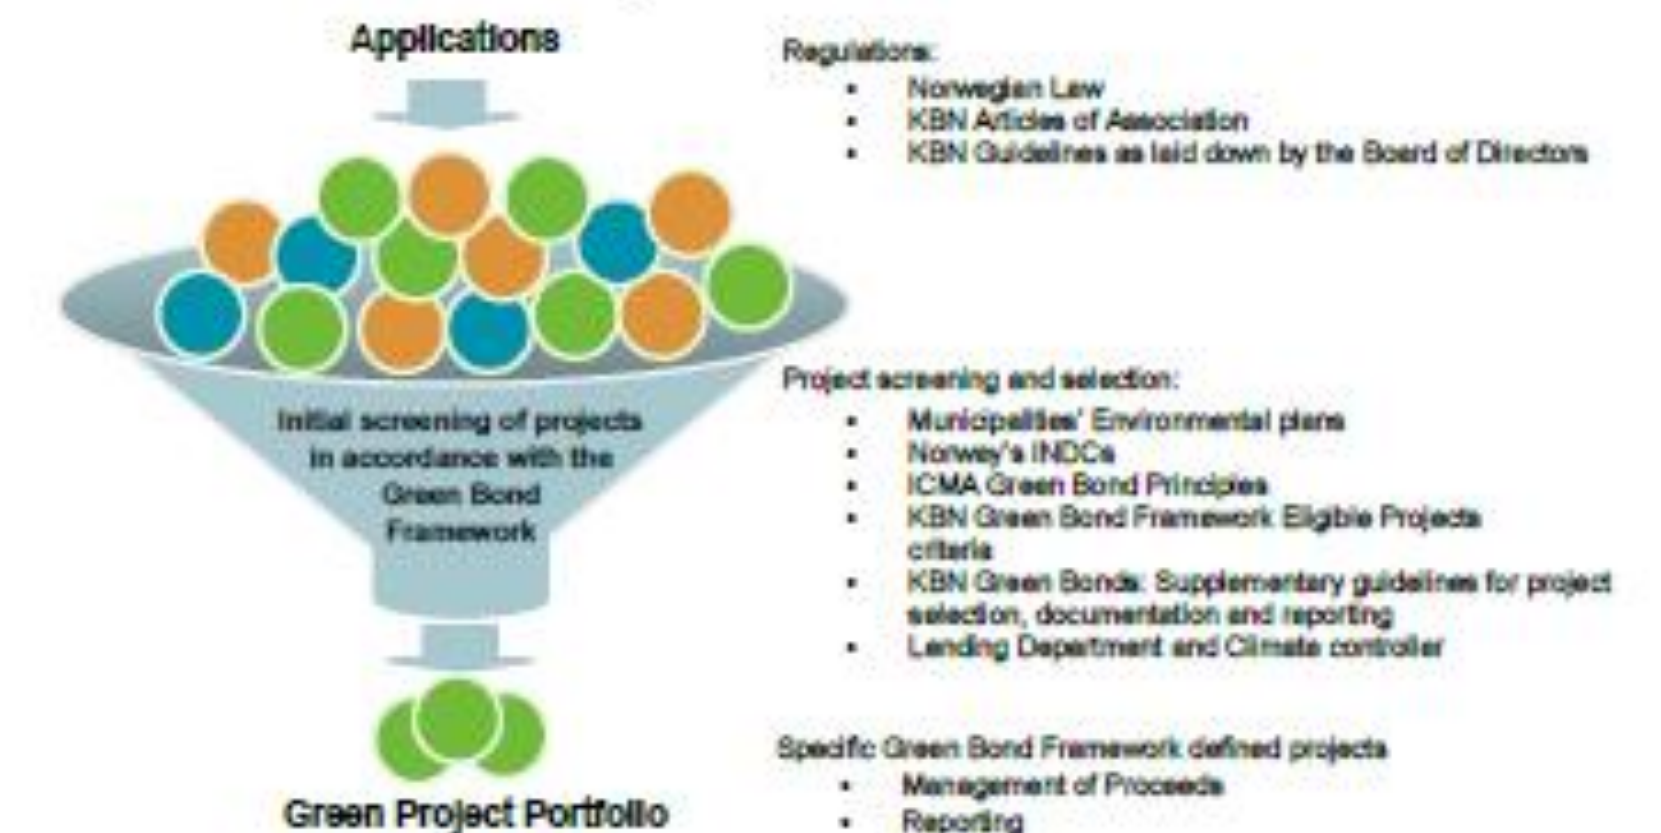 Applications
Regulations:
• Norwegian Law
• KBN Articles of Association
• KBN Guidelines as laid down by the Board of Directors
Initial screening of projects
in accordance with the
Green Bond
Framework
Project screening and selection:
• Municipalities' Environmental plans
• Norway's INDCs
• ICMA Green Bond Principles
• KBN Green Bond Framework Eligible Projects
criteria
• KBN Green Bonds: Supplementary guidelines for project
selection, documentation and reporting
• Lending Department and Climate controller
Green Project Portfolio
Specific Green Bond Framework defined projects
• Management of Proceeds
• Reporting